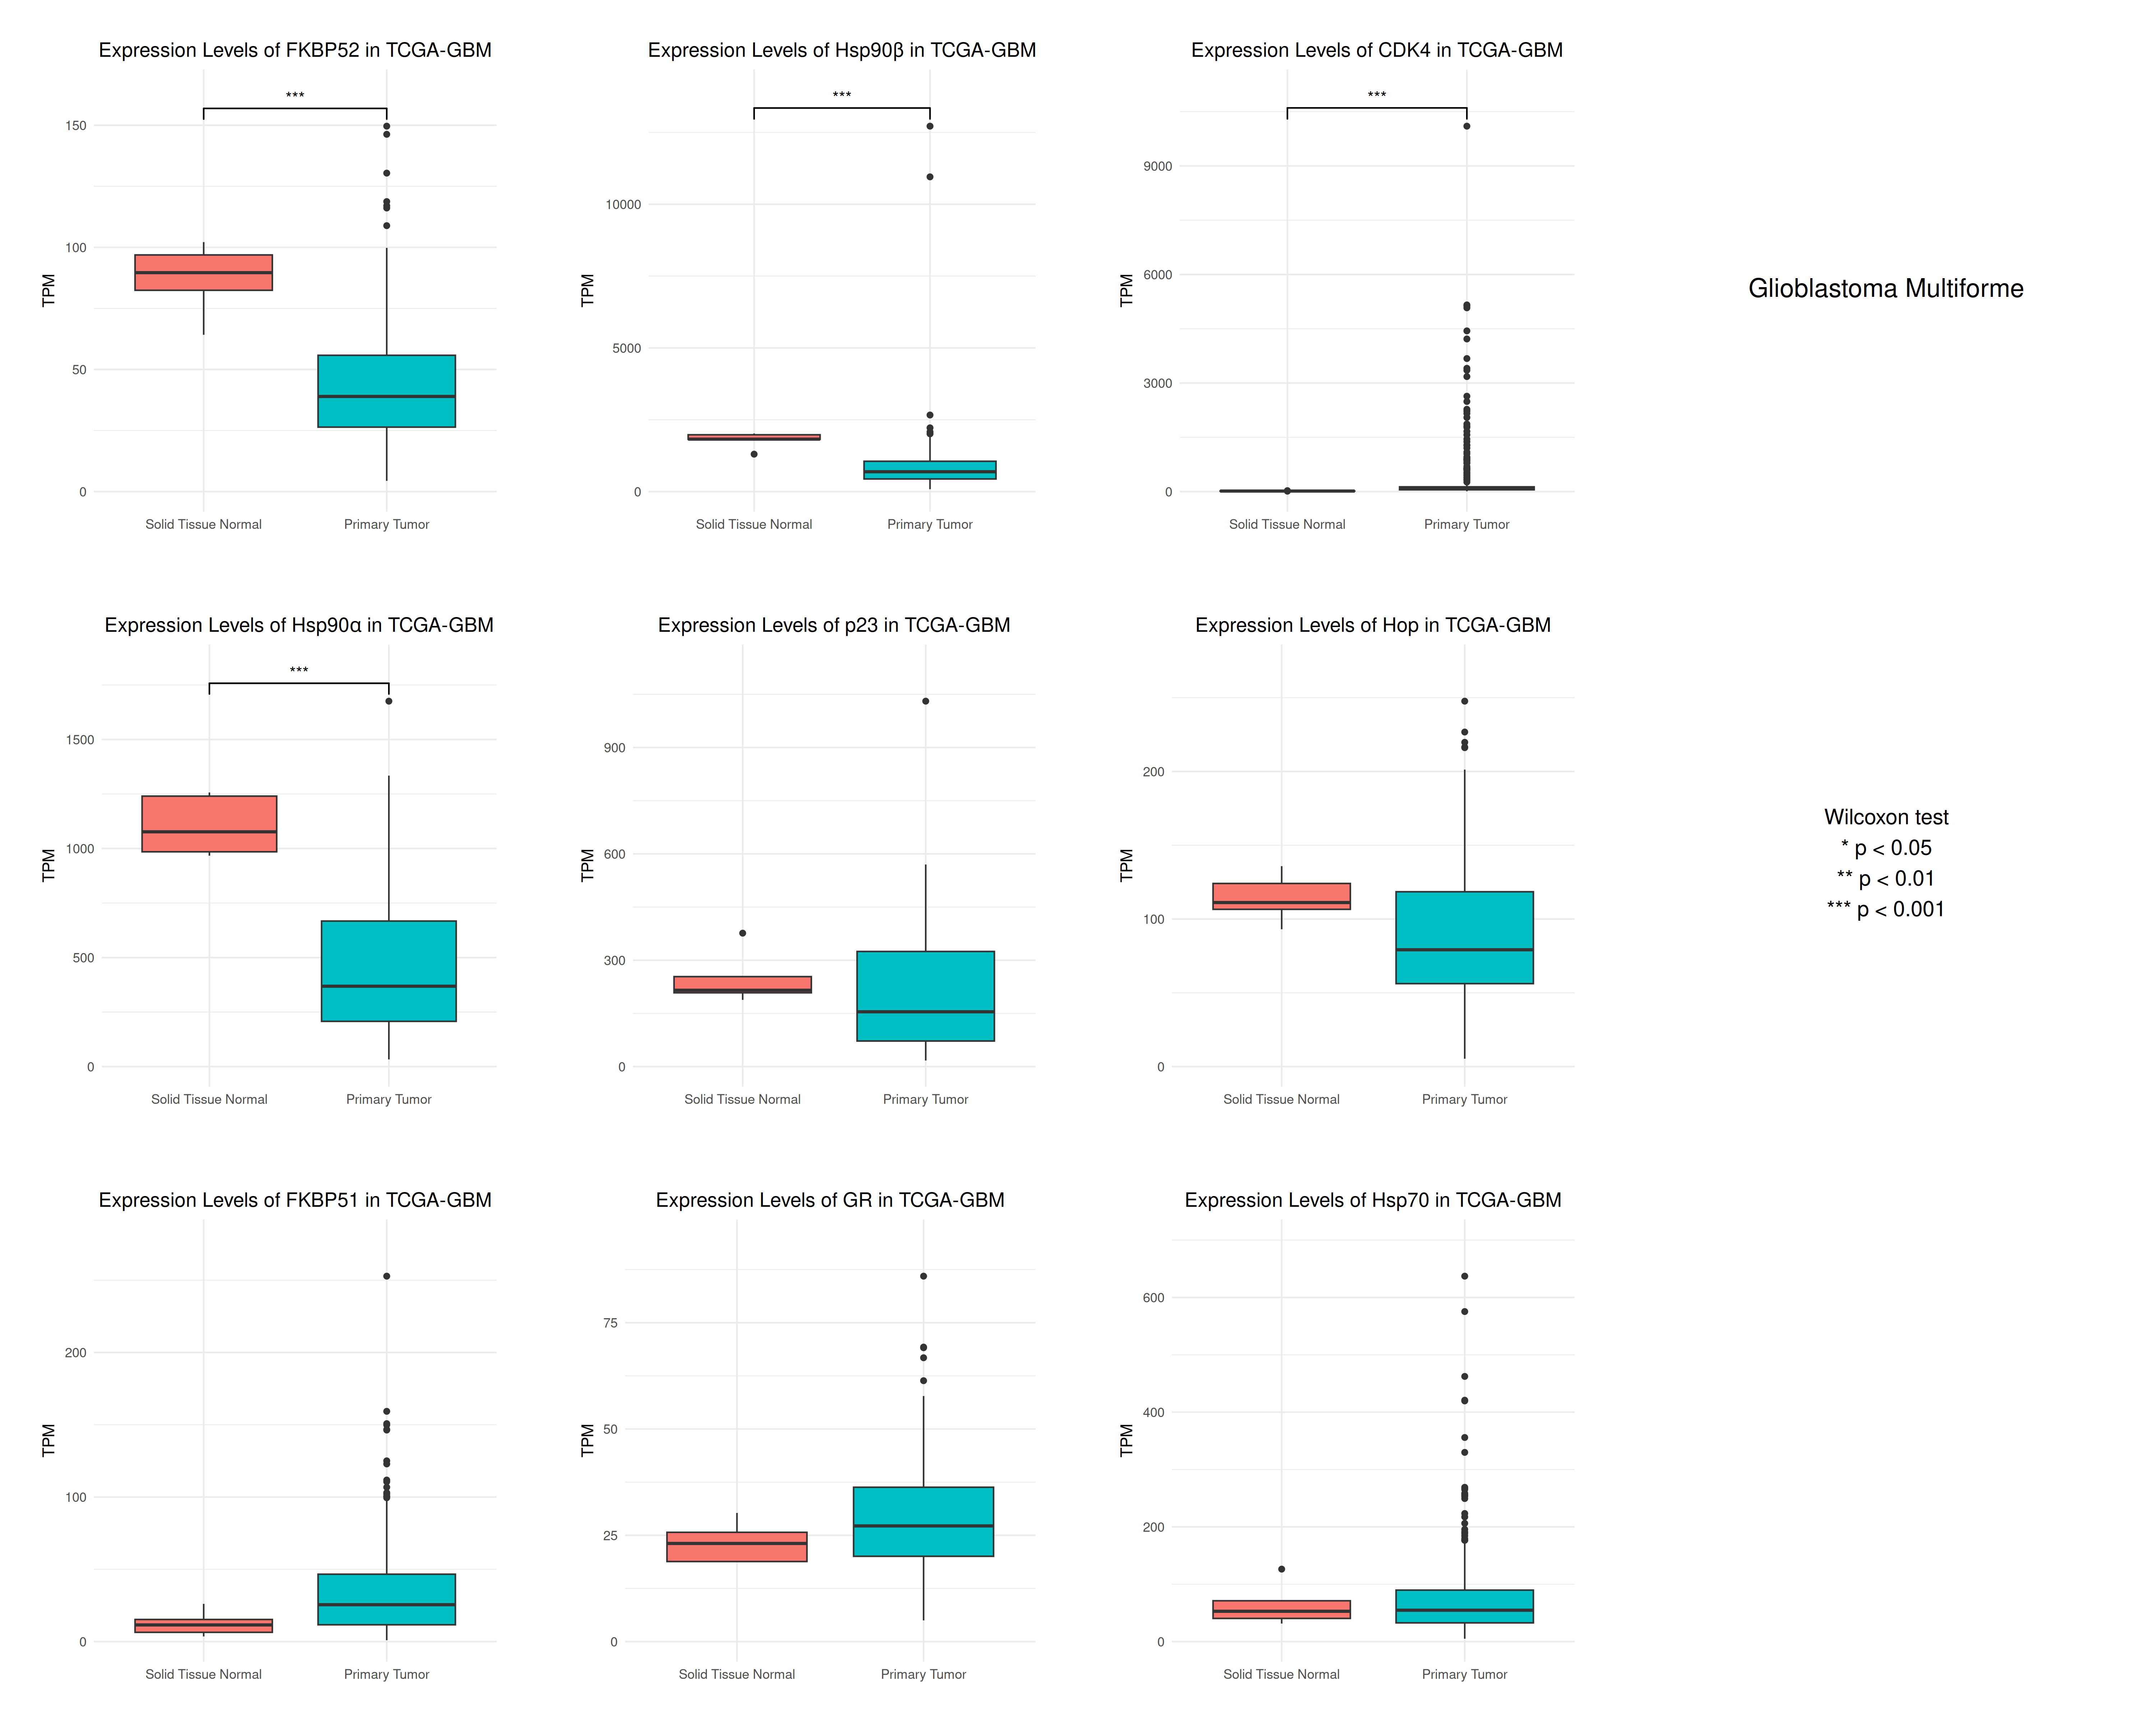 Expression Levels of FKBP52 in TCGA-GBM
***
150
100
50
0
TPM
Solid Tissue Normal
Primary Tumor
Expression Levels of Hsp90β in TCGA-GBM
***
10000
5000
0
TPM
Solid Tissue Normal
Primary Tumor
Expression Levels of CDK4 in TCGA-GBM
***
9000
6000
3000
0
TPM
Solid Tissue Normal
Primary Tumor
Glioblastoma Multiforme
Expression Levels of Hsp90α in TCGA-GBM
***
1500
1000
500
0
TPM
Solid Tissue Normal
Primary Tumor
Expression Levels of p23 in TCGA-GBM
900
600
300
0
TPM
Solid Tissue Normal
Primary Tumor
Expression Levels of Hop in TCGA-GBM
200
100
0
TPM
Solid Tissue Normal
Primary Tumor
Wilcoxon test
* p < 0.05
** p < 0.01
*** p < 0.001
Expression Levels of FKBP51 in TCGA-GBM
200
100
0
TPM
Solid Tissue Normal
Primary Tumor
Expression Levels of GR in TCGA-GBM
75
50
25
0
TPM
Solid Tissue Normal
Primary Tumor
Expression Levels of Hsp70 in TCGA-GBM
600
400
200
0
TPM
Solid Tissue Normal
Primary Tumor